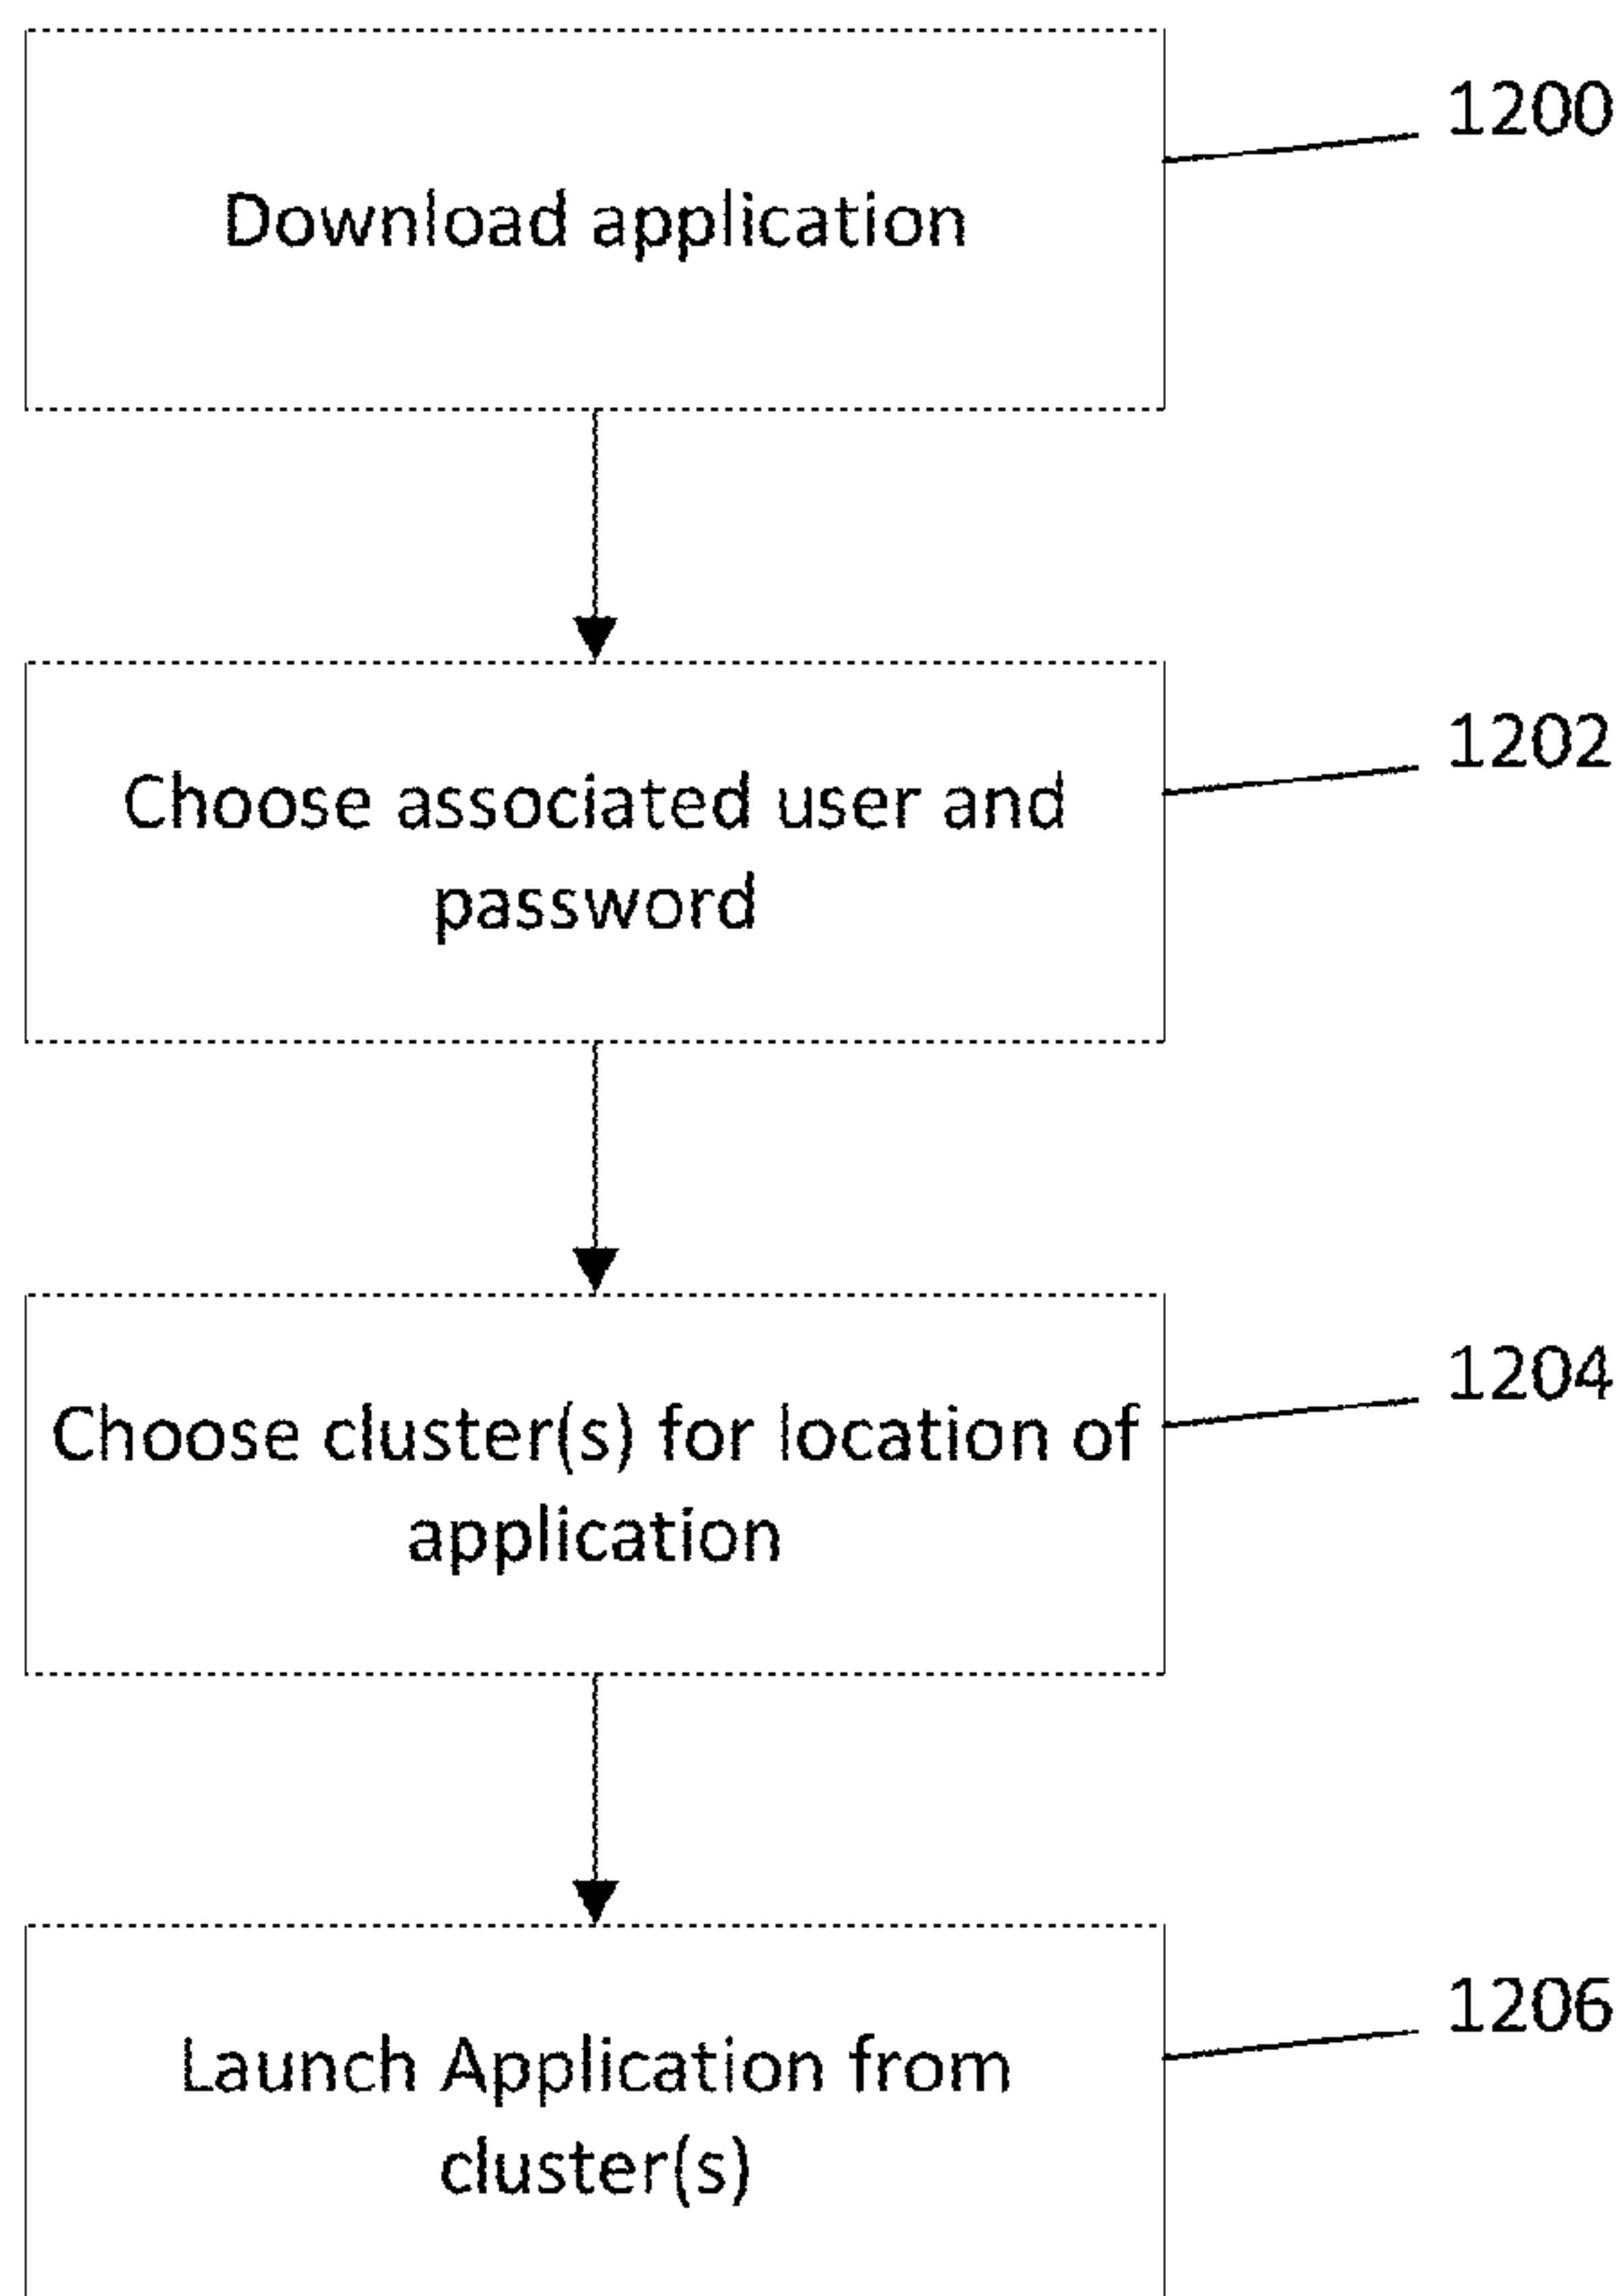 1200
Download application
1202
Choose associated user and
password
1204
Choose cluster(s) for location of
application
1206
Launch Application from
cluster(s)